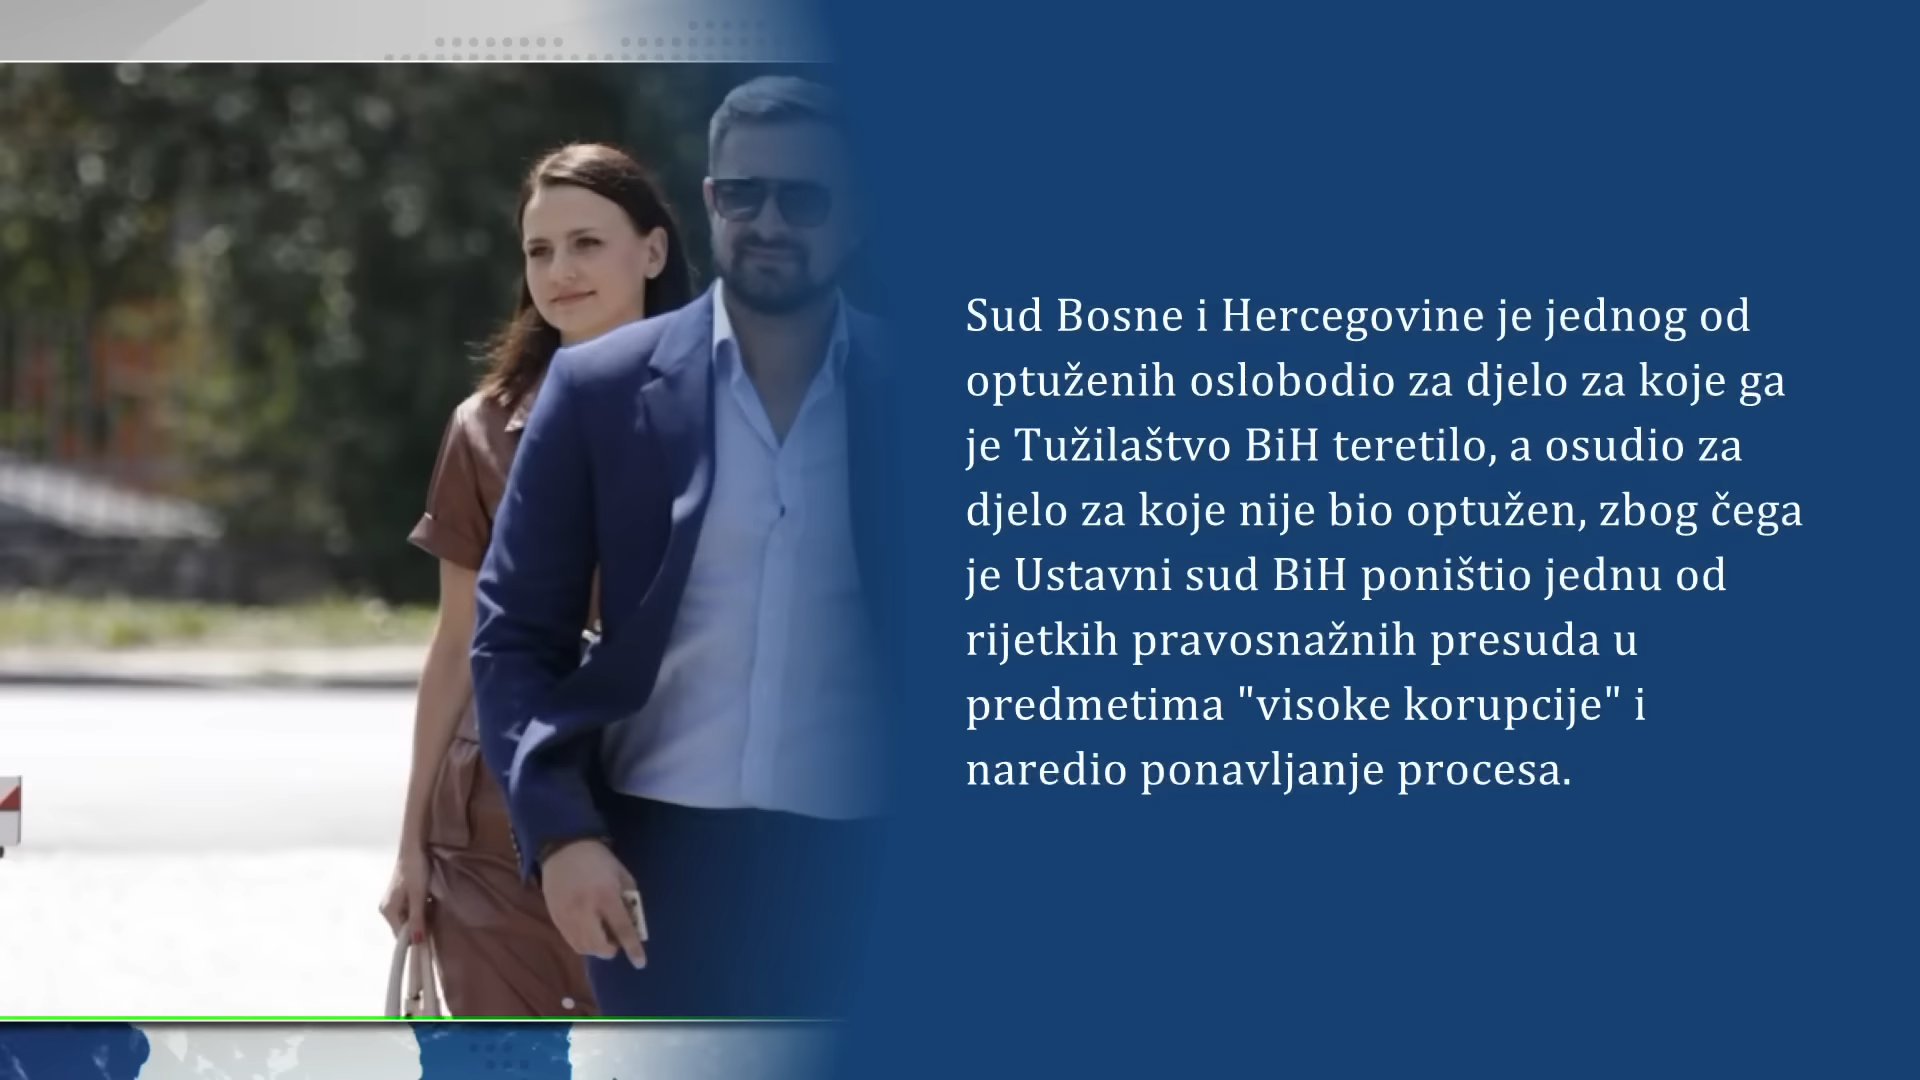 Sud Bosne i Hercegovine je jednog od
optuženih oslobodio za djelo za koje ga
je Tužilaštvo BiH teretilo, a osudio za
djelo za koje nije bio optužen, zbog čega
je Ustavni sud BiH poništio jednu od
rijetkih pravosnažnih presuda u
predmetima "visoke korupcije" i
naredio ponavljanje procesa.